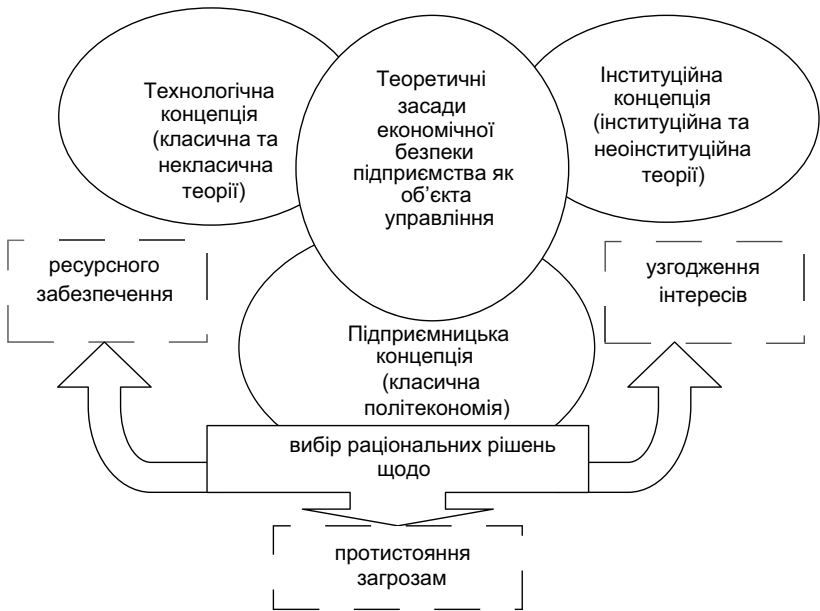 Технологічна
концепція
(класична та
некласична
теорії)
Теоретичні
засади
економічної
безпеки
підприємства як
об’єкта
управління
Інституційна
концепція
(інституційна та
неоінституційна
теорії)
ресурсного
забезпечення
узгодження
інтересів
Підприємницька
концепція
(класична
політекономія)
вибір раціональних рішень
щодо
протистояння
загрозам